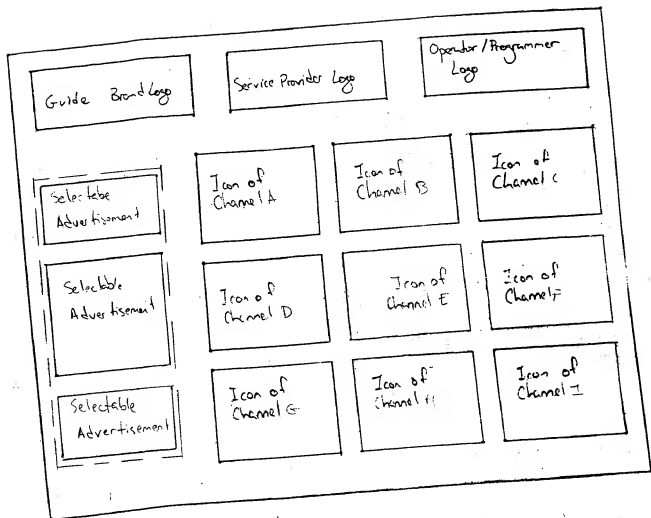 Guide Brand Logo
Service Provider Logo
Operator/Programmer
Logo
Selectabe
Advertisement
Icon of
Channel A
Icon of
Channel B
Icon of
Channel C
Selectable
Advertisement
Icon of
Channel D
Icon of
Channel E
Icon of
Channel F
Selectable
Advertisement
Icon of
Channel G
Icon of
Channel H
Icon of
Channel I